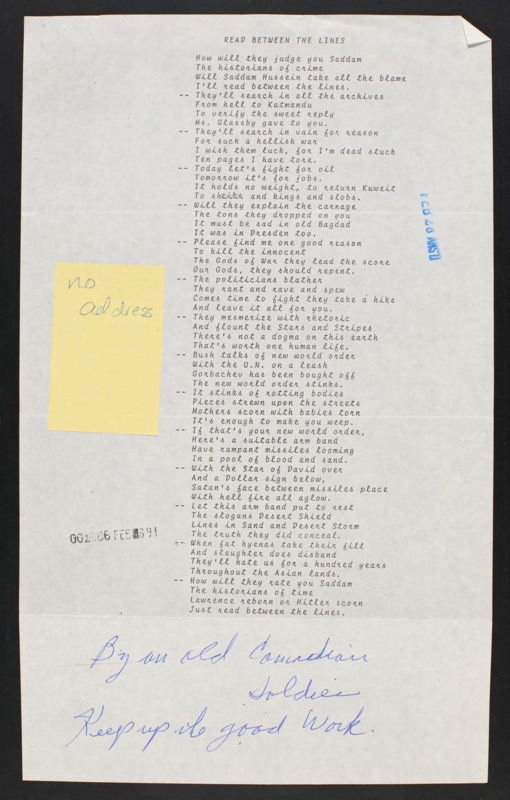 READ BETWEEN THE LINES
How will they judge you Saddam
The historians of crime
Will Saddam Hussein take all the blame
I'll read between the lines.
-- They'll search in all the archives
From hell to Katmandu
To verify the sweet reply
Ms. Glassby gave to you.
-- They'll search in vain for reason
For such a hellish war
I wish them luck, for I'm dead stuck
Ten pages I have tore.
-- Today let's fight for oil
Tomorrow it's for jobs.
It holds no weight, to return Kuweit
To and kings and slobs.
-- Will they explain the carnage
The tons they dropped on you
It must be sad in old Bagdad
It was in Dresden too.
-- Please find me one good reason
To kill the innocent
The Gods of War they lead the score
Our Gods, they should repent.
-- The politicians blather
They rant and rave and spew
Comes time to fight they take a hike
And leave it all for you.
-- They mesmerize with rhetoric
And flount the Stars and Stripes
There's not a dogma on this earth
That's worth one human life.
-- Bush talks of new world order
With the U.N. on a leash
Gorbachev has been bought off
The new world order stinks.
-- It stinks of rotting bodies
Pieces strewn upon the streets
Mothers scorn with babies torn
It's enough to make you weep.
-- If that's your new world order,
Here's a suitable arm band
Have rampant missiles looming
In a pool of blood and sand.
-- With the Star of David over
And a Dollar sign below,
Satan's face between missiles place
With hell fire all aglow.
-- Let this arm band put to rest
The slogans Desert Shield
Lines in Sand and Desert Storm
The truth they did conceal.
-- When fat hyenas take their fill
And slaughter does disband
They'll hate us for a hundred years
Throughout the Asian lands.
-- How will they rate you Saddam
The historians of time
Lawrence reborn or Hitler scorn
Just read between the lines.
no
address
FEB 91
By an old Canadian
Soldier
Keep up the good Work.